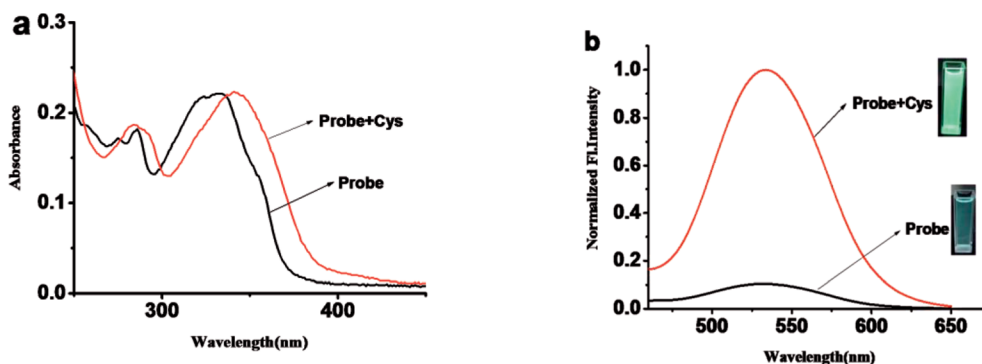 a
0.3
0.2
0.1
0.0
Absorbance
Probe+Cys
Probe
300
400
Wavelength(nm)
b
1.0
0.8
0.6
0.4
0.2
0.0
Normalized Fl.Intensity
Probe+Cys
Probe
500
550
600
650
Wavelength(nm)